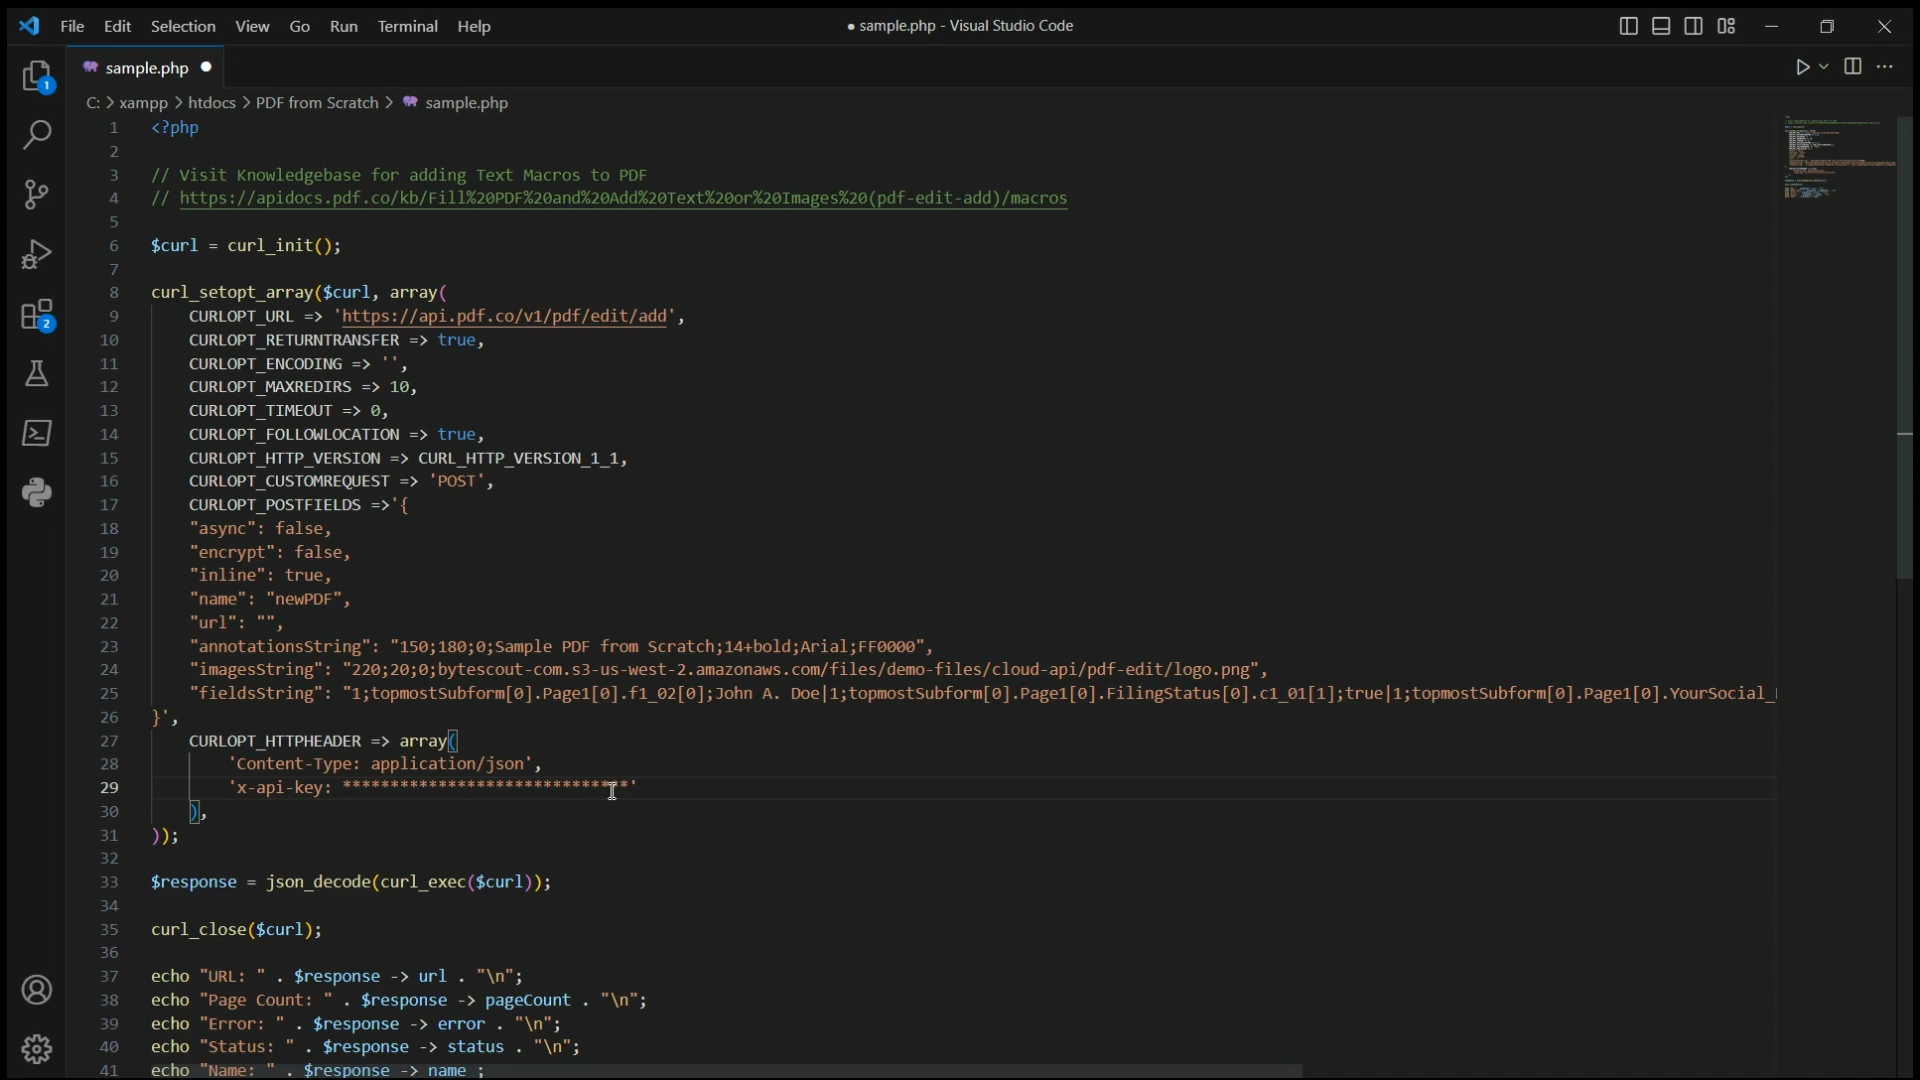 File Edit Selection View Go Run Terminal Help
● sample.php - Visual Studio Code
sample.php ●
C: > xampp > htdocs > PDF from Scratch > sample.php
1 <?php
2
3 // Visit Knowledgebase for adding Text Macros to PDF
4 // https://apidocs.pdf.co/kb/Fill%20PDF%20and%20Add%20Text%20or%20Images%20(pdf-edit-add)/macros
5
6 $curl = curl_init();
7
8 curl_setopt_array($curl, array(
9 CURLOPT_URL => 'https://api.pdf.co/v1/pdf/edit/add',
10 CURLOPT_RETURNTRANSFER => true,
11 CURLOPT_ENCODING => '',
12 CURLOPT_MAXREDIRS => 10,
13 CURLOPT_TIMEOUT => 0,
14 CURLOPT_FOLLOWLOCATION => true,
15 CURLOPT_HTTP_VERSION => CURL_HTTP_VERSION_1_1,
16 CURLOPT_CUSTOMREQUEST => 'POST',
17 CURLOPT_POSTFIELDS =>'{
18 "async": false,
19 "encrypt": false,
20 "inline": true,
21 "name": "newPDF",
22 "url": "",
23 "annotationsString": "150;180;0;Sample PDF from Scratch;14+bold;Arial;FF0000",
24 "imagesString": "220;20;0;bytescout-com.s3-us-west-2.amazonaws.com/files/demo-files/cloud-api/pdf-edit/logo.png",
25 "fieldsString": "1;topmostSubform[0].Page1[0].f1_02[0];John A. Doe|1;topmostSubform[0].Page1[0].FilingStatus[0].c1_01[1];true|1;topmostSubform[0].Page1[0].YourSocial_
26 }',
27 CURLOPT_HTTPHEADER => array(
28 'Content-Type: application/json',
29 'x-api-key: ******************************'
30 ),
31 ));
32
33 $response = json_decode(curl_exec($curl));
34
35 curl_close($curl);
36
37 echo "URL: " . $response -> url . "\n";
38 echo "Page Count: " . $response -> pageCount . "\n";
39 echo "Error: " . $response -> error . "\n";
40 echo "Status: " . $response -> status . "\n";
41 echo "Name: " . $response -> name ;
1
2